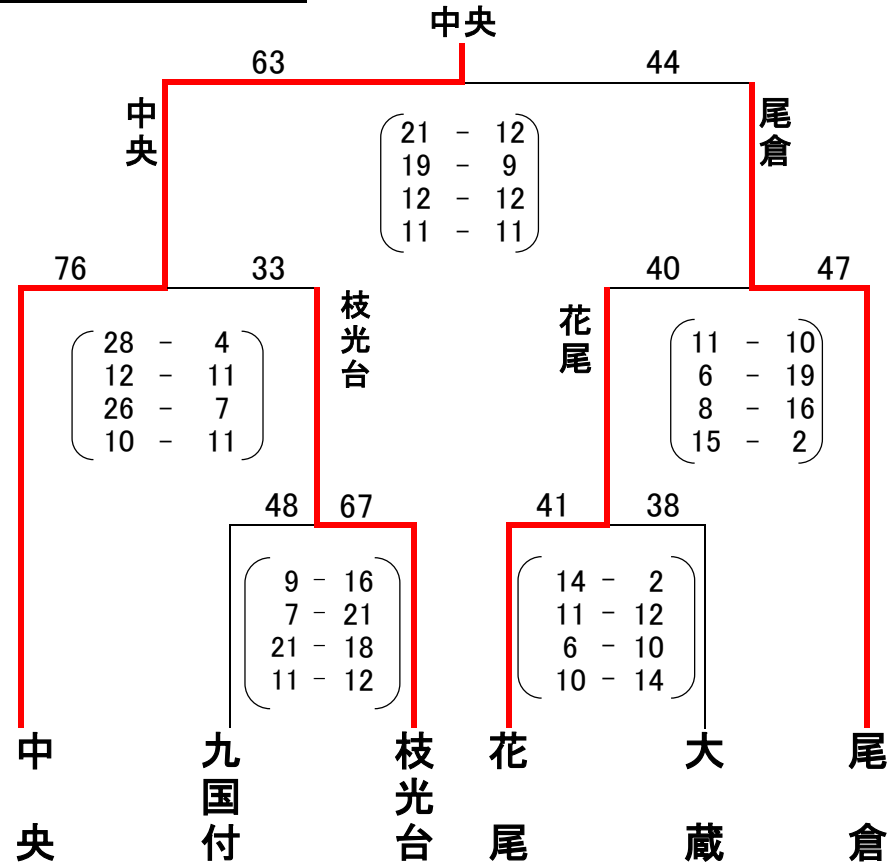 中央
63 44
中央
尾倉
21 - 12
19 - 9
12 - 12
11 - 11
76 33
40 47
枝光台
花尾
28 - 4
12 - 11
26 - 7
10 - 11
11 - 10
6 - 19
8 - 16
15 - 2
48 67
41 38
9 - 16
7 - 21
21 - 18
11 - 12
14 - 2
11 - 12
6 - 10
10 - 14
中央
九国付
枝光台
花尾
大蔵
尾倉